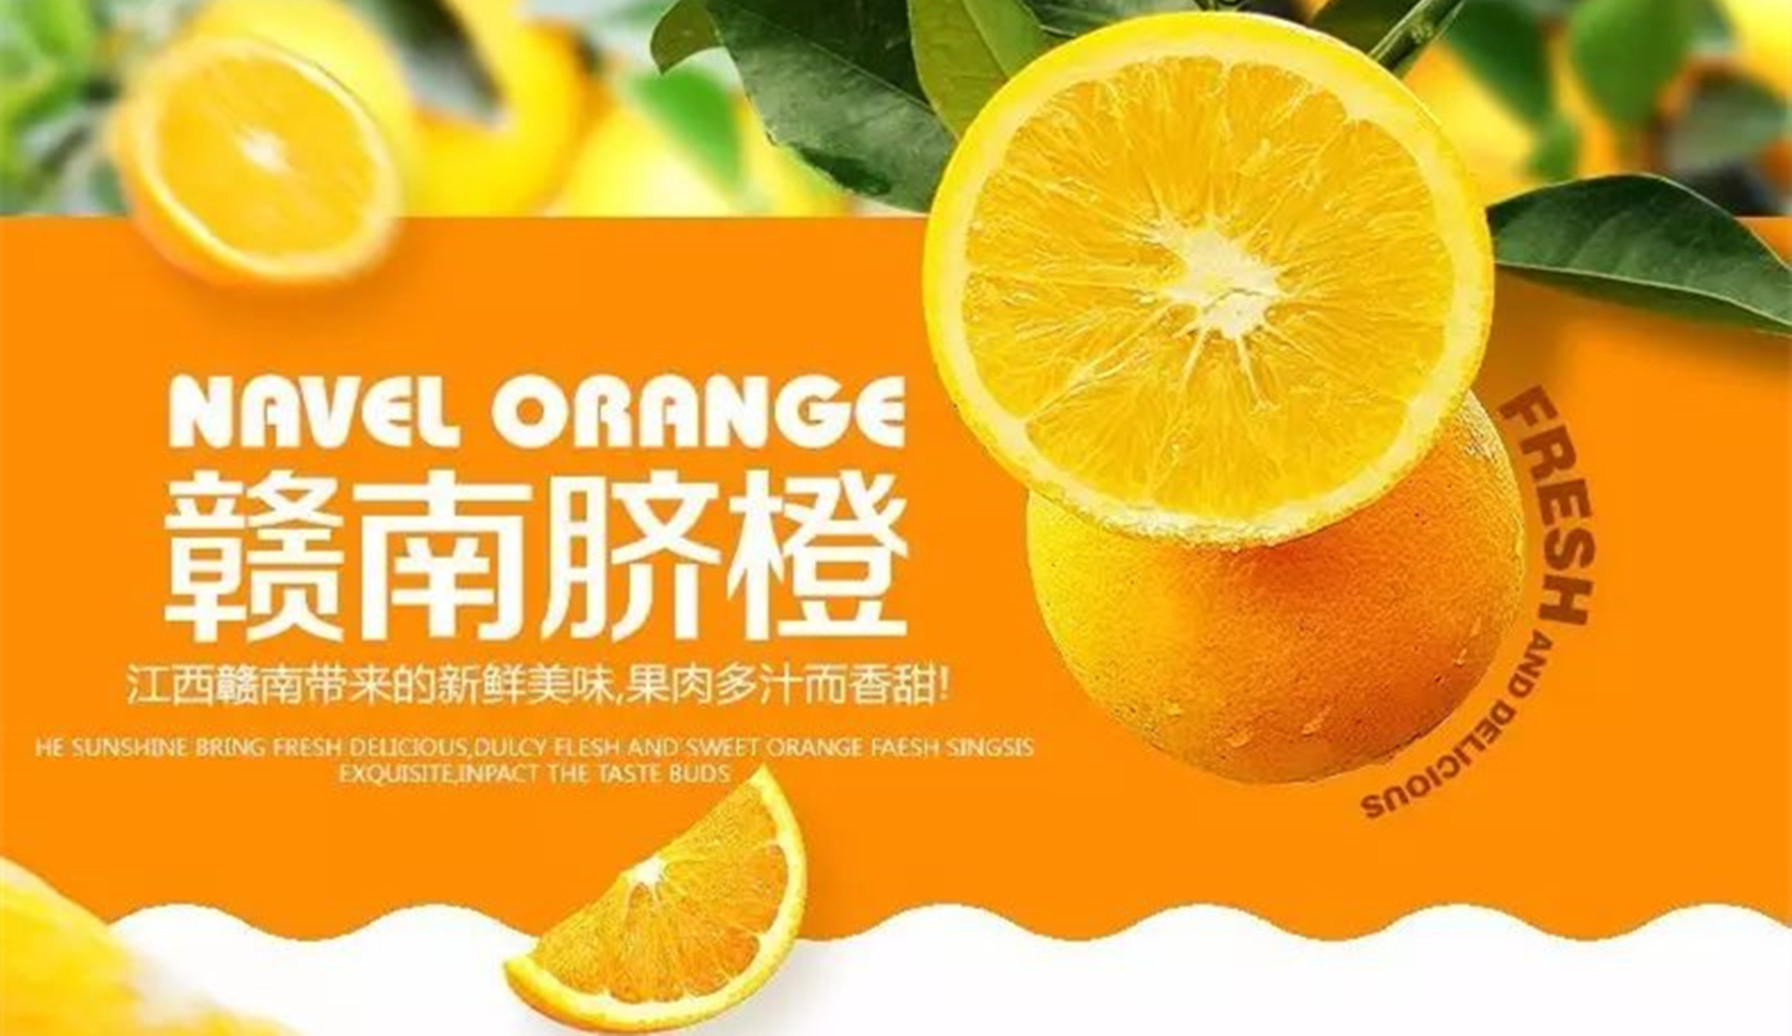 NAVEL ORANGE
赣南脐橙
江西赣南带来的新鲜美味,果肉多汁而香甜!
HE SUNSHINE BRING FRESH DELICIOUS,DULCY FLESH AND SWEET ORANGE FAESH SINGSIS
EXQUISITE,INPACT THE TASTE BUDS
FRESH AND DELICIOUS